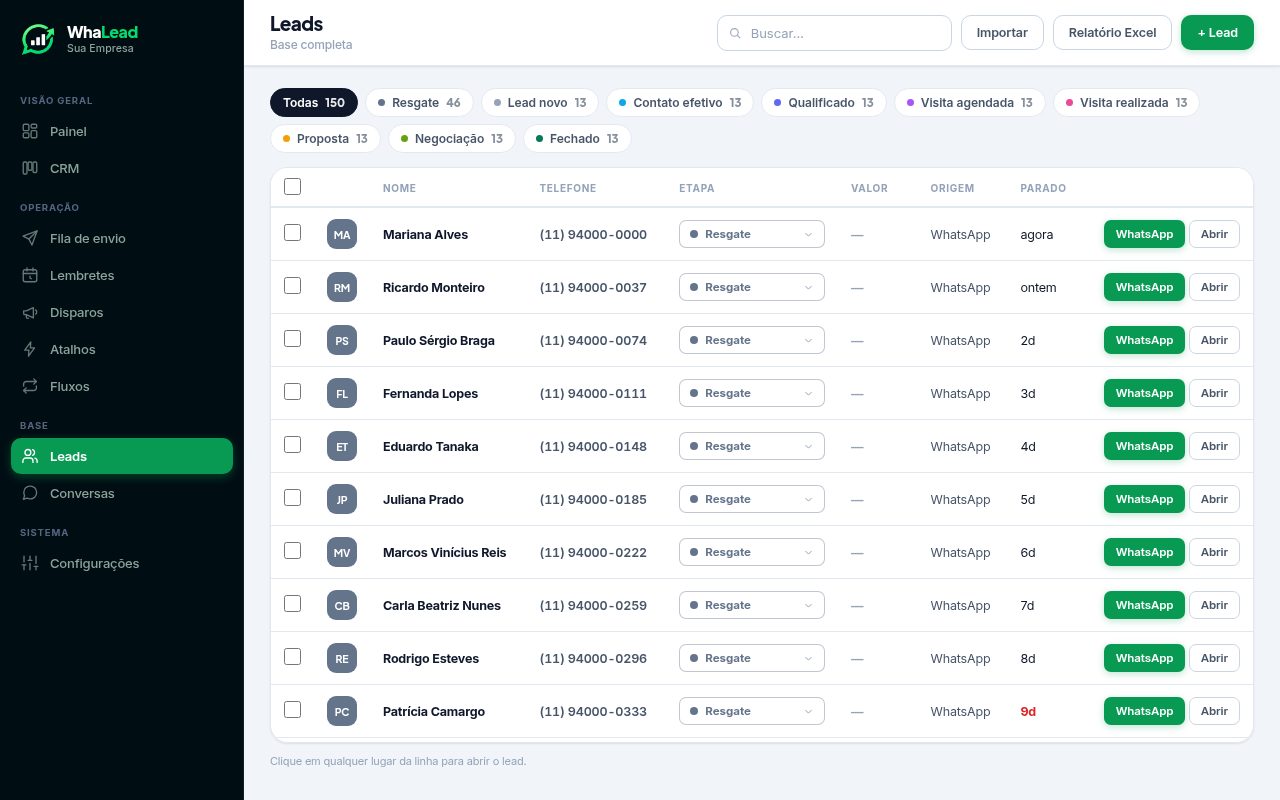 WhaLead
Sua Empresa
VISÃO GERAL
Painel
CRM
OPERAÇÃO
Fila de envio
Lembretes
Disparos
Atalhos
Fluxos
BASE
Leads
Conversas
SISTEMA
Configurações
Leads
Base completa
Buscar...
Importar
Relatório Excel
+ Lead
Todas 150
Resgate 46
Lead novo 13
Contato efetivo 13
Qualificado 13
Visita agendada 13
Visita realizada 13
Proposta 13
Negociação 13
Fechado 13
NOME TELEFONE ETAPA VALOR ORIGEM PARADO
MA Mariana Alves (11) 94000-0000 Resgate — WhatsApp agora WhatsApp Abrir
RM Ricardo Monteiro (11) 94000-0037 Resgate — WhatsApp ontem WhatsApp Abrir
PS Paulo Sérgio Braga (11) 94000-0074 Resgate — WhatsApp 2d WhatsApp Abrir
FL Fernanda Lopes (11) 94000-0111 Resgate — WhatsApp 3d WhatsApp Abrir
ET Eduardo Tanaka (11) 94000-0148 Resgate — WhatsApp 4d WhatsApp Abrir
JP Juliana Prado (11) 94000-0185 Resgate — WhatsApp 5d WhatsApp Abrir
MV Marcos Vinícius Reis (11) 94000-0222 Resgate — WhatsApp 6d WhatsApp Abrir
CB Carla Beatriz Nunes (11) 94000-0259 Resgate — WhatsApp 7d WhatsApp Abrir
RE Rodrigo Esteves (11) 94000-0296 Resgate — WhatsApp 8d WhatsApp Abrir
PC Patrícia Camargo (11) 94000-0333 Resgate — WhatsApp 9d WhatsApp Abrir
Clique em qualquer lugar da linha para abrir o lead.